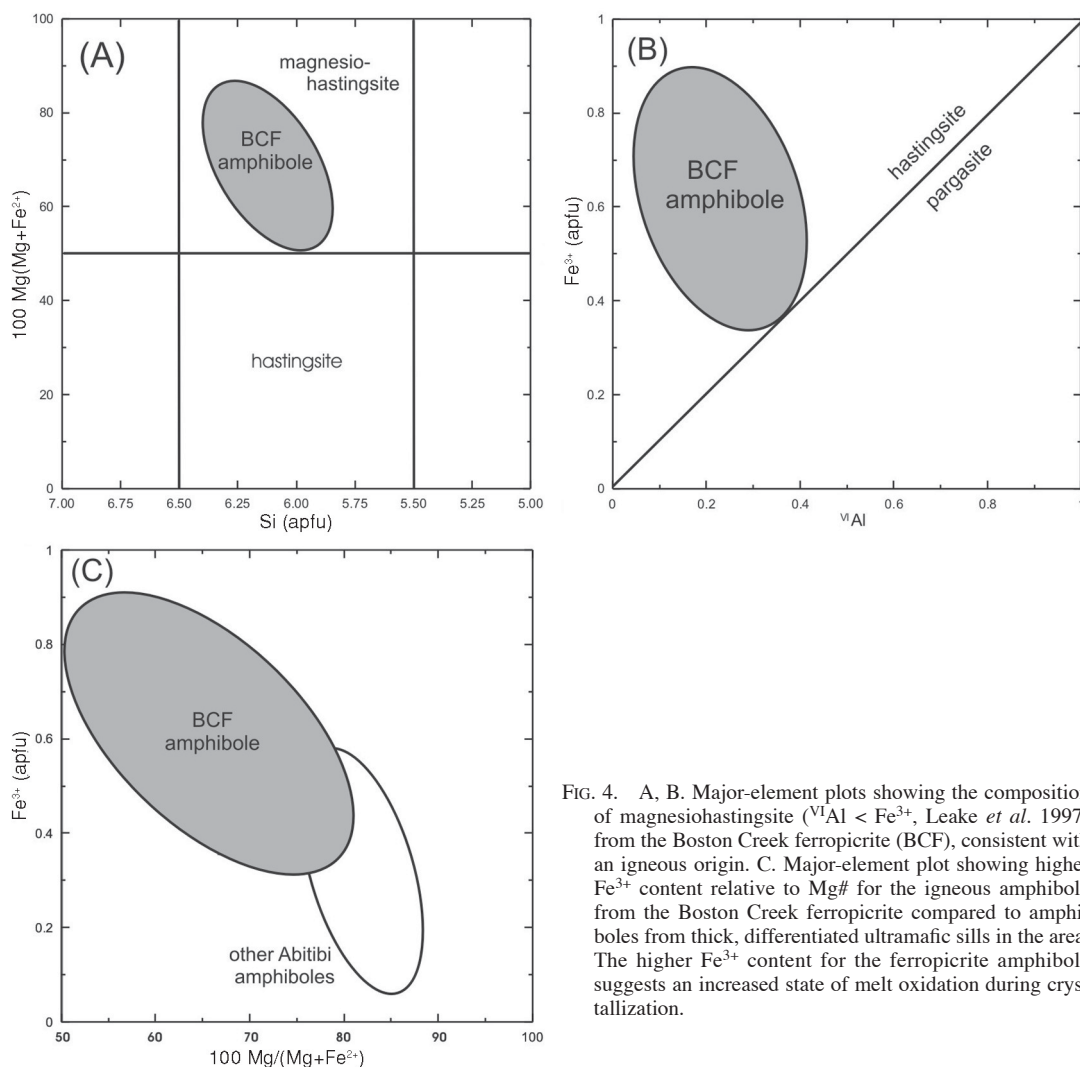 100
(A)
magnesio-
hastingsite
80
BCF
amphibole
60
100 Mg(Mg+Fe²⁺)
40
hastingsite
20
0
7.00 6.75 6.50 6.25 6.00 5.75 5.50 5.25 5.00
Si (apfu)
1
(B)
0.8
BCF
amphibole
hastingsite
pargasite
0.6
Fe³⁺ (apfu)
0.4
0.2
0
0 0.2 0.4 0.6 0.8
ⱽᴵAl
1
(C)
0.8
BCF
amphibole
0.6
Fe³⁺ (apfu)
0.4
0.2
other Abitibi
amphiboles
0
50 60 70 80 90 100
100 Mg/(Mg+Fe²⁺)
FIG. 4. A, B. Major-element plots showing the compositio
of magnesiohastingsite (ⱽᴵAl < Fe³⁺, Leake et al. 1997
from the Boston Creek ferropicrite (BCF), consistent wit
an igneous origin. C. Major-element plot showing highe
Fe³⁺ content relative to Mg# for the igneous amphibol
from the Boston Creek ferropicrite compared to amphi
boles from thick, differentiated ultramafic sills in the area
The higher Fe³⁺ content for the ferropicrite amphibol
suggests an increased state of melt oxidation during crys
tallization.